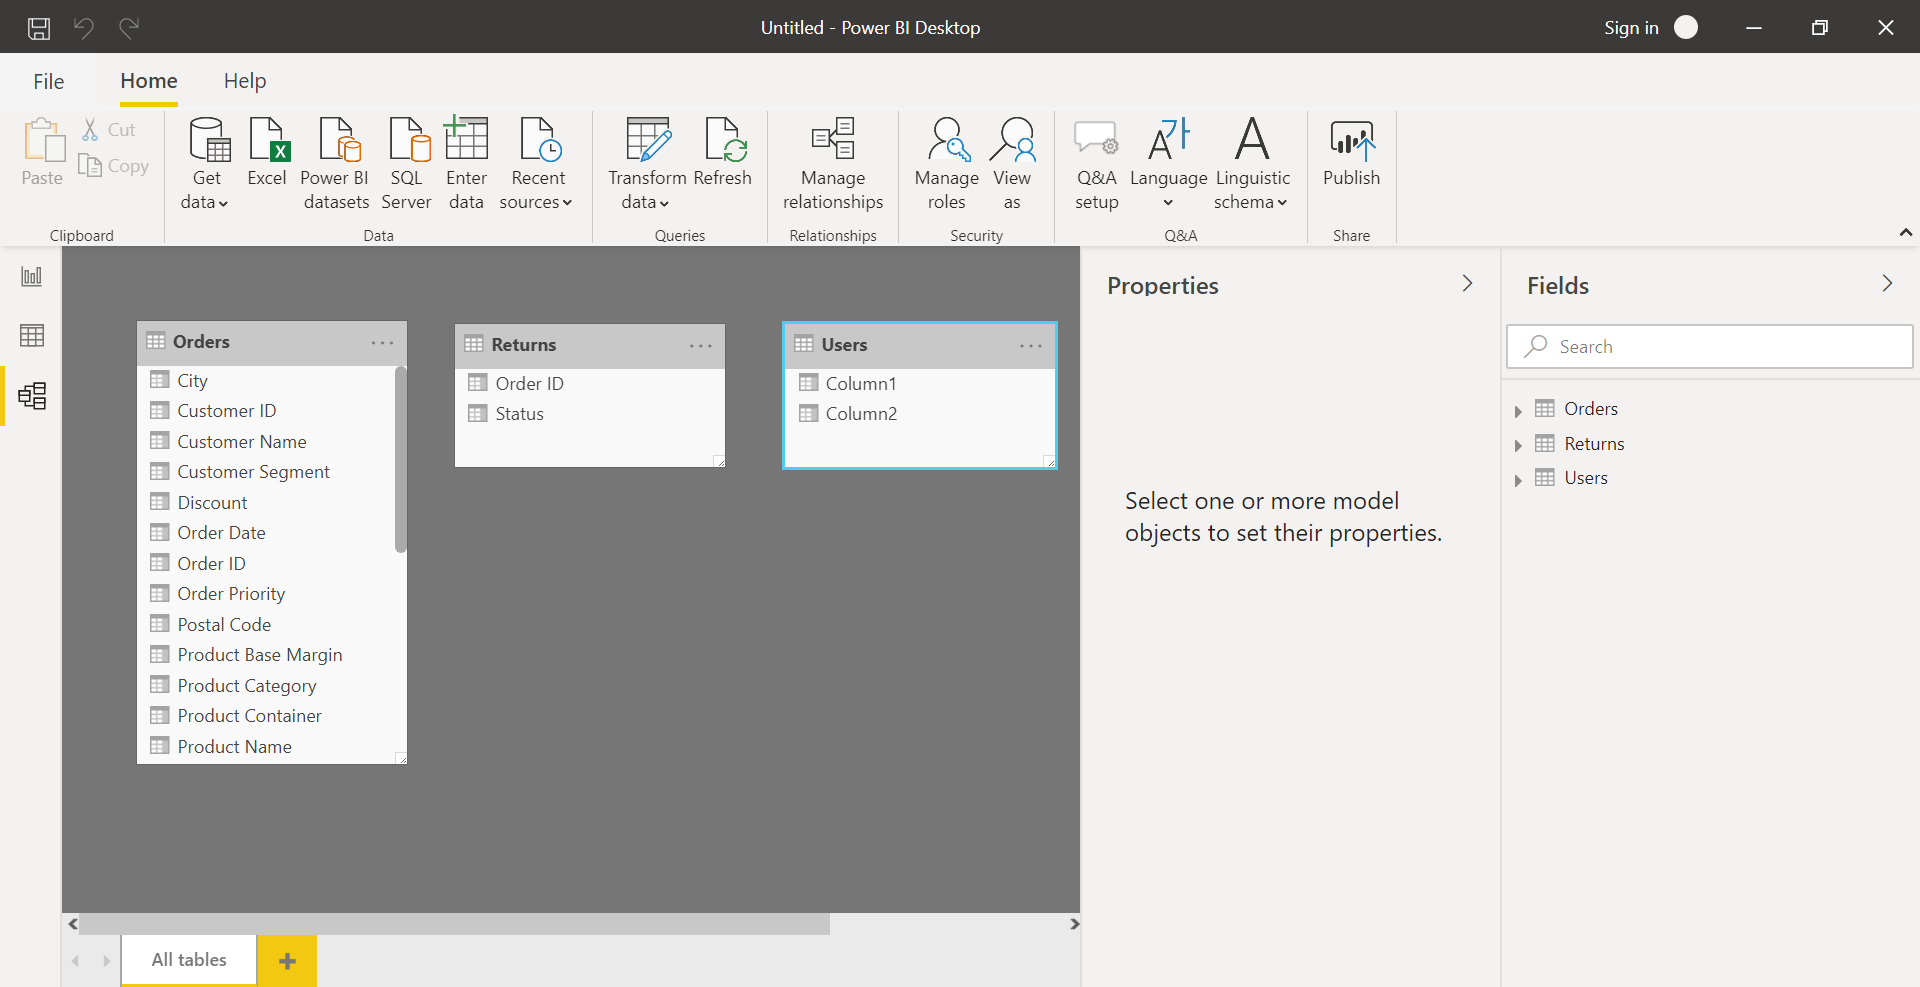 Untitled - Power BI Desktop
Sign in
File
Home
Help
Paste
Cut
Copy
Clipboard
Get
data
Excel
Power BI
datasets
SQL
Server
Enter
data
Recent
sources
Data
Transform
data
Refresh
Queries
Manage
relationships
Relationships
Manage
roles
View
as
Security
Q&A
setup
Language
Linguistic
schema
Q&A
Publish
Share
Orders
City
Customer ID
Customer Name
Customer Segment
Discount
Order Date
Order ID
Order Priority
Postal Code
Product Base Margin
Product Category
Product Container
Product Name
Returns
Order ID
Status
Users
Column1
Column2
Properties
Select one or more model
objects to set their properties.
Fields
Search
Orders
Returns
Users
All tables